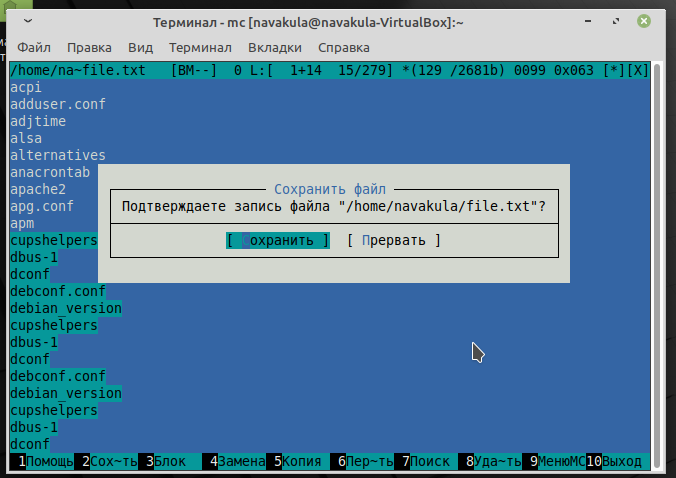 Терминал - mc [navakula@navakula-VirtualBox]:~
Файл Правка Вид Терминал Вкладки Справка
/home/na~file.txt [BM--] 0 L:[ 1+14 15/279] *(129 /2681b) 0099 0x063 [*][X]
acpi
adduser.conf
adjtime
alsa
alternatives
anacrontab
apache2
apg.conf
apm
Сохранить файл
Подтверждаете запись файла "/home/navakula/file.txt"?
[ Сохранить ] [ Прервать ]
cupshelpers
dbus-1
dconf
debconf.conf
debian_version
cupshelpers
dbus-1
dconf
debconf.conf
debian_version
cupshelpers
dbus-1
dconf
1Помощь 2Сох~ть 3Блок 4Замена 5Копия 6Пер~ть 7Поиск 8Уда~ть 9МенюMC 10Выход